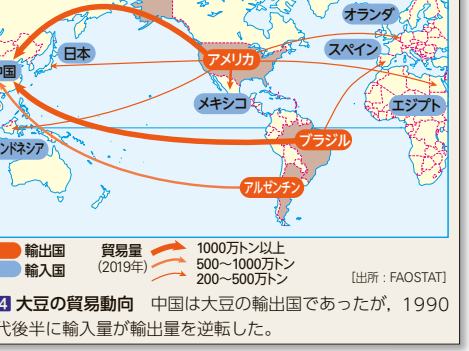 オランダ
日本
アメリカ
スペイン
中国
メキシコ
エジプト
ンドネシア
ブラジル
アルゼンチン
輸出国
輸入国
貿易量
(2019年)
1000万トン以上
500〜1000万トン
200〜500万トン
[出所:FAOSTAT]
4 大豆の貿易動向 中国は大豆の輸出国であったが,1990
代後半に輸入量が輸出量を逆転した。